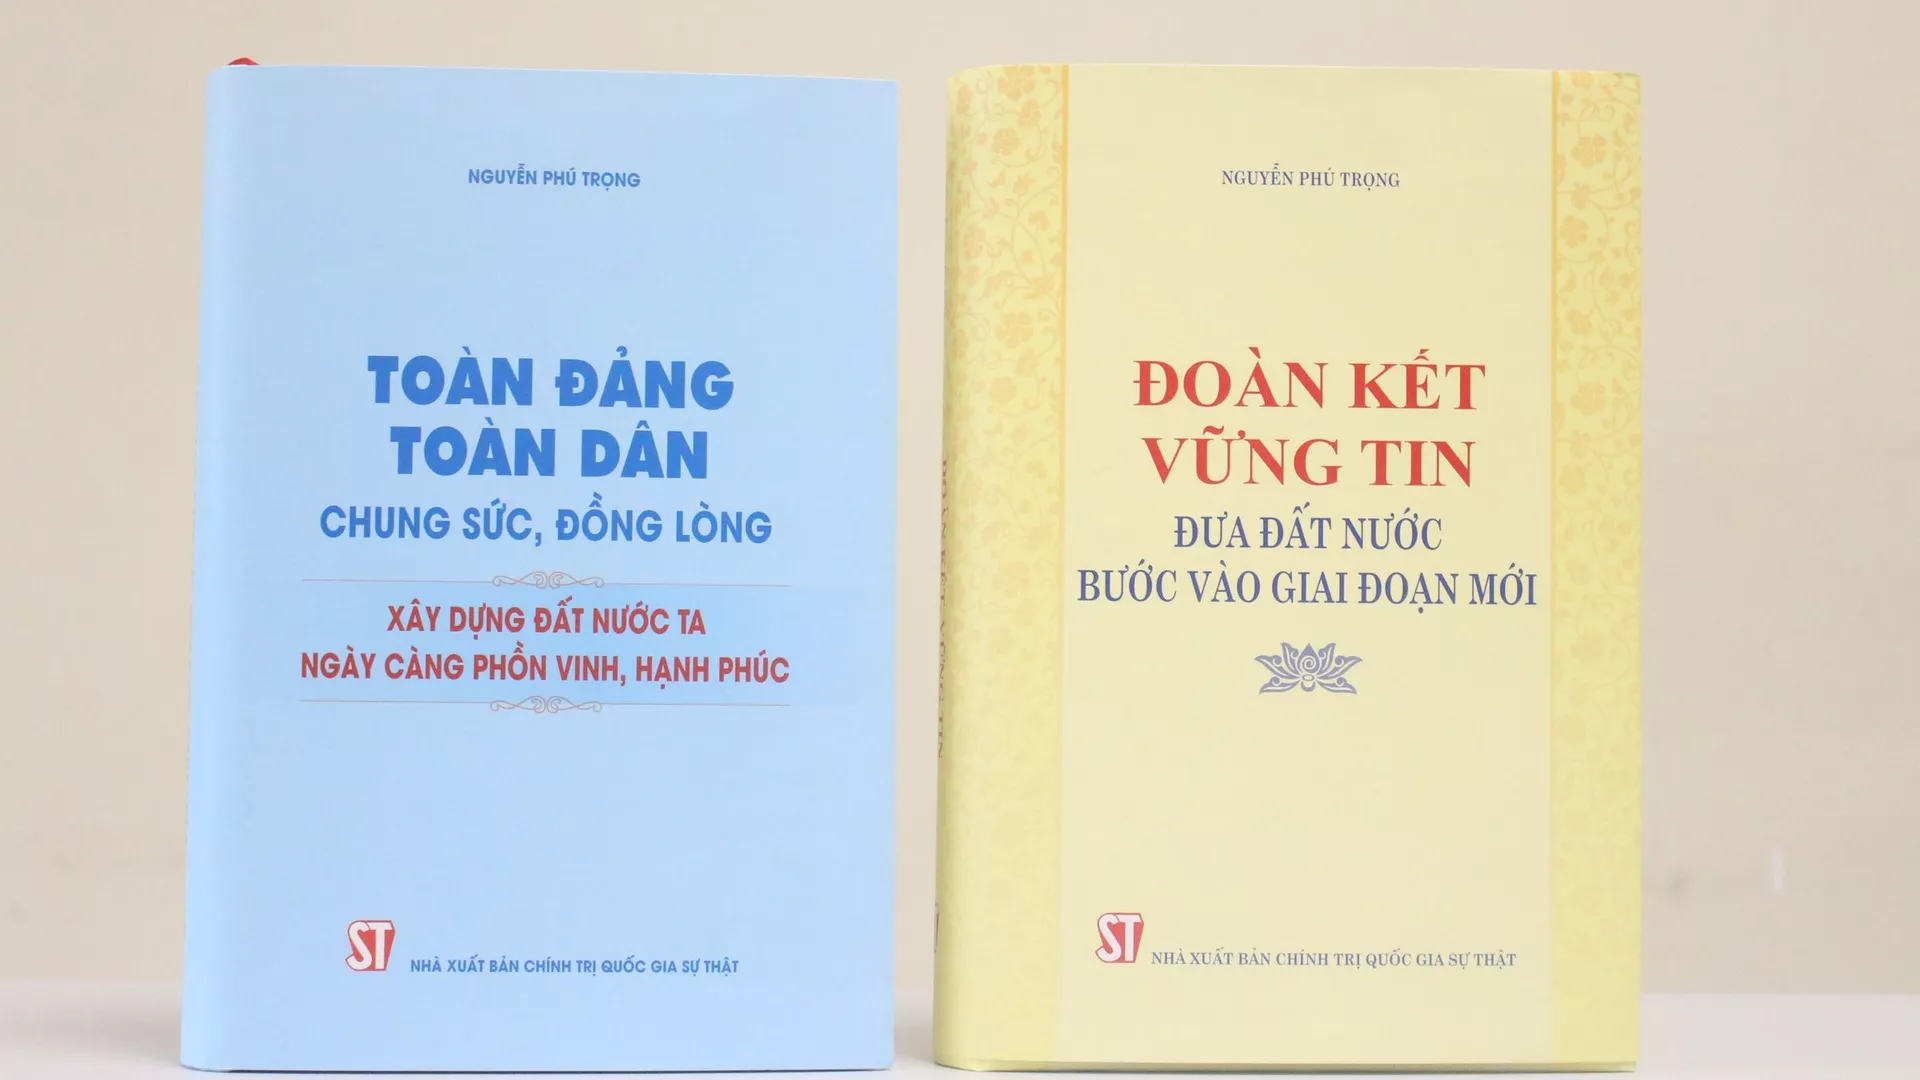 NGUYỄN PHÚ TRỌNG
TOÀN ĐẢNG
TOÀN DÂN
CHUNG SỨC, ĐỒNG LÒNG
XÂY DỰNG ĐẤT NƯỚC TA
NGÀY CÀNG PHỒN VINH, HẠNH PHÚC
ST
NHÀ XUẤT BẢN CHÍNH TRỊ QUỐC GIA SỰ THẬT
NGUYỄN PHÚ TRỌNG
ĐOÀN KẾT
VỮNG TIN
ĐƯA ĐẤT NƯỚC
BƯỚC VÀO GIAI ĐOẠN MỚI
ST
NHÀ XUẤT BẢN CHÍNH TRỊ QUỐC GIA SỰ THẬT